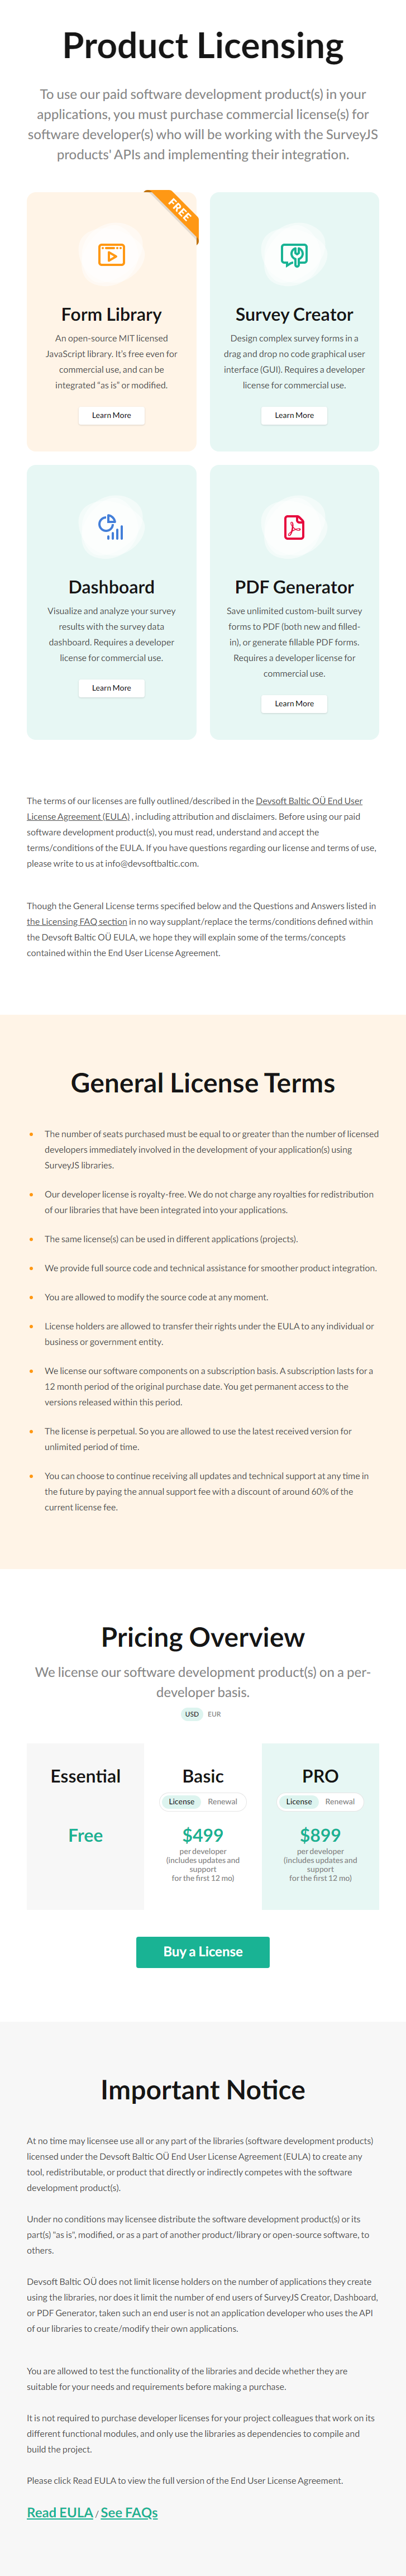 Product Licensing
To use our paid software development product(s) in your
applications, you must purchase commercial license(s) for
software developer(s) who will be working with the SurveyJS
products' APIs and implementing their integration.
FREE
Form Library
An open-source MIT licensed
JavaScript library. It's free even for
commercial use, and can be
integrated "as is" or modified.
Learn More
Survey Creator
Design complex survey forms in a
drag and drop no code graphical user
interface (GUI). Requires a developer
license for commercial use.
Learn More
Dashboard
Visualize and analyze your survey
results with the survey data
dashboard. Requires a developer
license for commercial use.
Learn More
PDF Generator
Save unlimited custom-built survey
forms to PDF (both new and filled-
in), or generate fillable PDF forms.
Requires a developer license for
commercial use.
Learn More
The terms of our licenses are fully outlined/described in the Devsoft Baltic OÜ End User
License Agreement (EULA) , including attribution and disclaimers. Before using our paid
software development product(s), you must read, understand and accept the
terms/conditions of the EULA. If you have questions regarding our license and terms of use,
please write to us at info@devsoftbaltic.com.
Though the General License terms specified below and the Questions and Answers listed in
the Licensing FAQ section in no way supplant/replace the terms/conditions defined within
the Devsoft Baltic OÜ EULA, we hope they will explain some of the terms/concepts
contained within the End User License Agreement.
General License Terms
• The number of seats purchased must be equal to or greater than the number of licensed
developers immediately involved in the development of your application(s) using
SurveyJS libraries.
• Our developer license is royalty-free. We do not charge any royalties for redistribution
of our libraries that have been integrated into your applications.
• The same license(s) can be used in different applications (projects).
• We provide full source code and technical assistance for smoother product integration.
• You are allowed to modify the source code at any moment.
• License holders are allowed to transfer their rights under the EULA to any individual or
business or government entity.
• We license our software components on a subscription basis. A subscription lasts for a
12 month period of the original purchase date. You get permanent access to the
versions released within this period.
• The license is perpetual. So you are allowed to use the latest received version for
unlimited period of time.
• You can choose to continue receiving all updates and technical support at any time in
the future by paying the annual support fee with a discount of around 60% of the
current license fee.
Pricing Overview
We license our software development product(s) on a per-
developer basis.
USD EUR
Essential
Free
Basic
License Renewal
$499
per developer
(includes updates and
support
for the first 12 mo)
PRO
License Renewal
$899
per developer
(includes updates and
support
for the first 12 mo)
Buy a License
Important Notice
At no time may licensee use all or any part of the libraries (software development products)
licensed under the Devsoft Baltic OÜ End User License Agreement (EULA) to create any
tool, redistributable, or product that directly or indirectly competes with the software
development product(s).
Under no conditions may licensee distribute the software development product(s) or its
part(s) "as is", modified, or as a part of another product/library or open-source software, to
others.
Devsoft Baltic OÜ does not limit license holders on the number of applications they create
using the libraries, nor does it limit the number of end users of SurveyJS Creator, Dashboard,
or PDF Generator, taken such an end user is not an application developer who uses the API
of our libraries to create/modify their own applications.
You are allowed to test the functionality of the libraries and decide whether they are
suitable for your needs and requirements before making a purchase.
It is not required to purchase developer licenses for your project colleagues that work on its
different functional modules, and only use the libraries as dependencies to compile and
build the project.
Please click Read EULA to view the full version of the End User License Agreement.
Read EULA / See FAQs